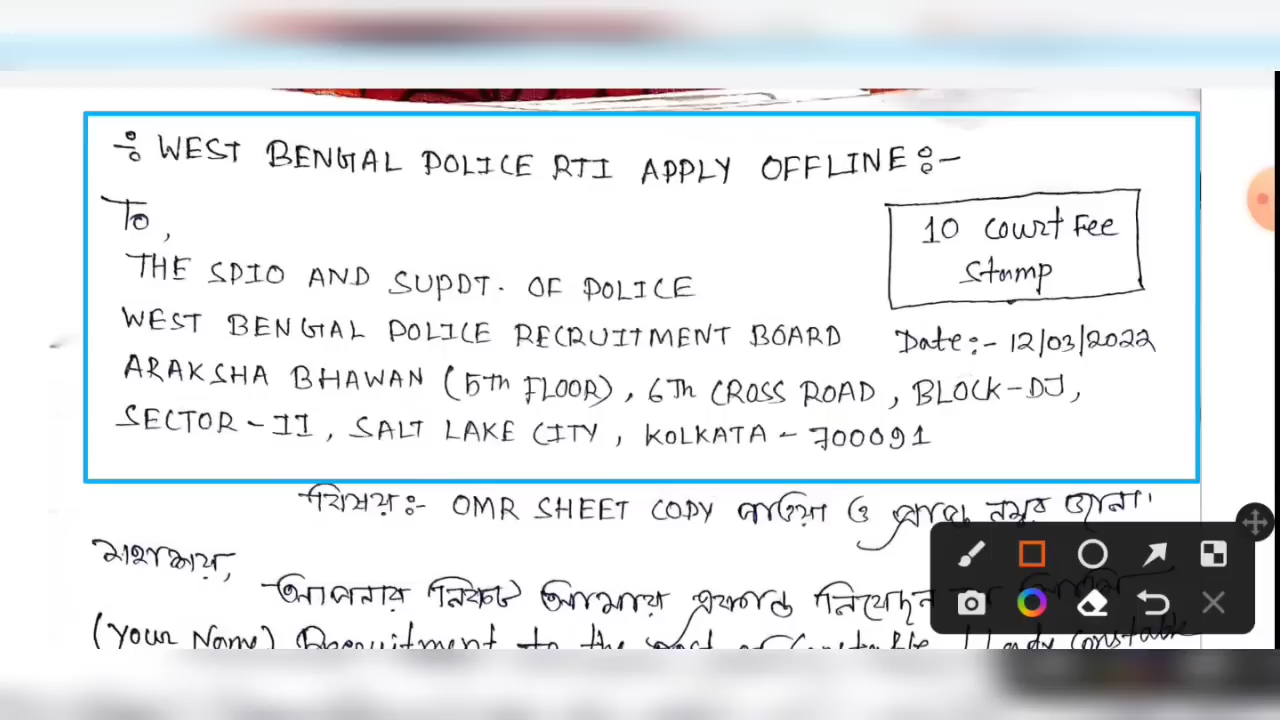 ঃ WEST BENGAL POLICE RTI APPLY OFFLINE ঃ-
To,
10 Court Fee
Stamp
THE SPIO AND SUPDT. OF POLICE
WEST BENGAL POLICE RECRUITMENT BOARD
Date:- 12/03/2022
ARAKSHA BHAWAN (5th FLOOR), 6Th CROSS ROAD, BLOCK-DJ,
SECTOR - II, SALT LAKE CITY, KOLKATA - 700091
বিষয়ঃ- OMR SHEET COPY পাওয়া ও প্রাপ্ত নম্বর জানা।
মহাশয়,
আপনার নিকট আমার একান্ত নিবেদন
(Your Name) Recruitment to the Post of Constable / Lady Constable